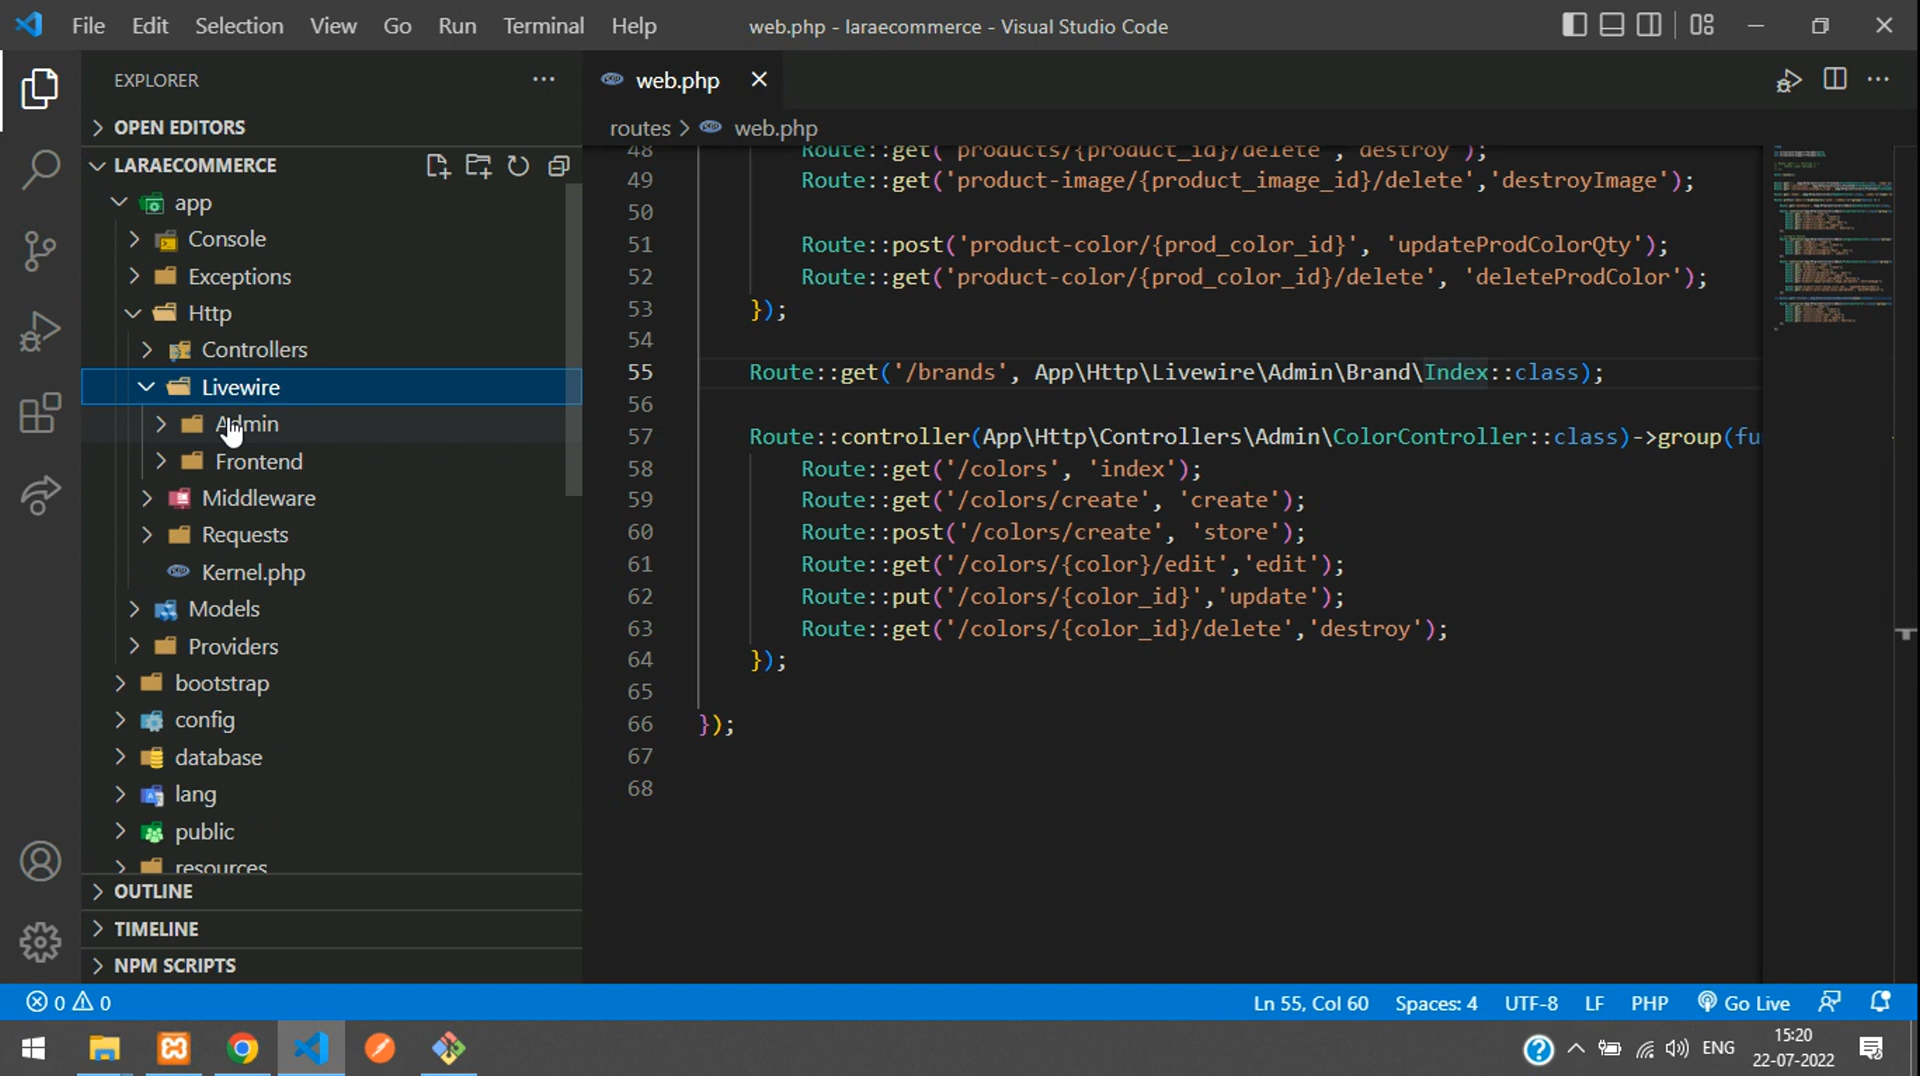 File Edit Selection View Go Run Terminal Help
web.php - laraecommerce - Visual Studio Code
EXPLORER
OPEN EDITORS
LARAECOMMERCE
app
Console
Exceptions
Http
Controllers
Livewire
Admin
Frontend
Middleware
Requests
Kernel.php
Models
Providers
bootstrap
config
database
lang
public
resources
OUTLINE
TIMELINE
NPM SCRIPTS
web.php
routes > web.php
48 Route::get('products/{product_id}/delete','destroy');
49 Route::get('product-image/{product_image_id}/delete','destroyImage');
50
51 Route::post('product-color/{prod_color_id}', 'updateProdColorQty');
52 Route::get('product-color/{prod_color_id}/delete', 'deleteProdColor');
53 });
54
55 Route::get('/brands', App\Http\Livewire\Admin\Brand\Index::class);
56
57 Route::controller(App\Http\Controllers\Admin\ColorController::class)->group(fu
58 Route::get('/colors', 'index');
59 Route::get('/colors/create', 'create');
60 Route::post('/colors/create', 'store');
61 Route::get('/colors/{color}/edit','edit');
62 Route::put('/colors/{color_id}','update');
63 Route::get('/colors/{color_id}/delete','destroy');
64 });
65
66 });
67
68
0 0
Ln 55, Col 60 Spaces: 4 UTF-8 LF PHP Go Live
ENG
15:20
22-07-2022